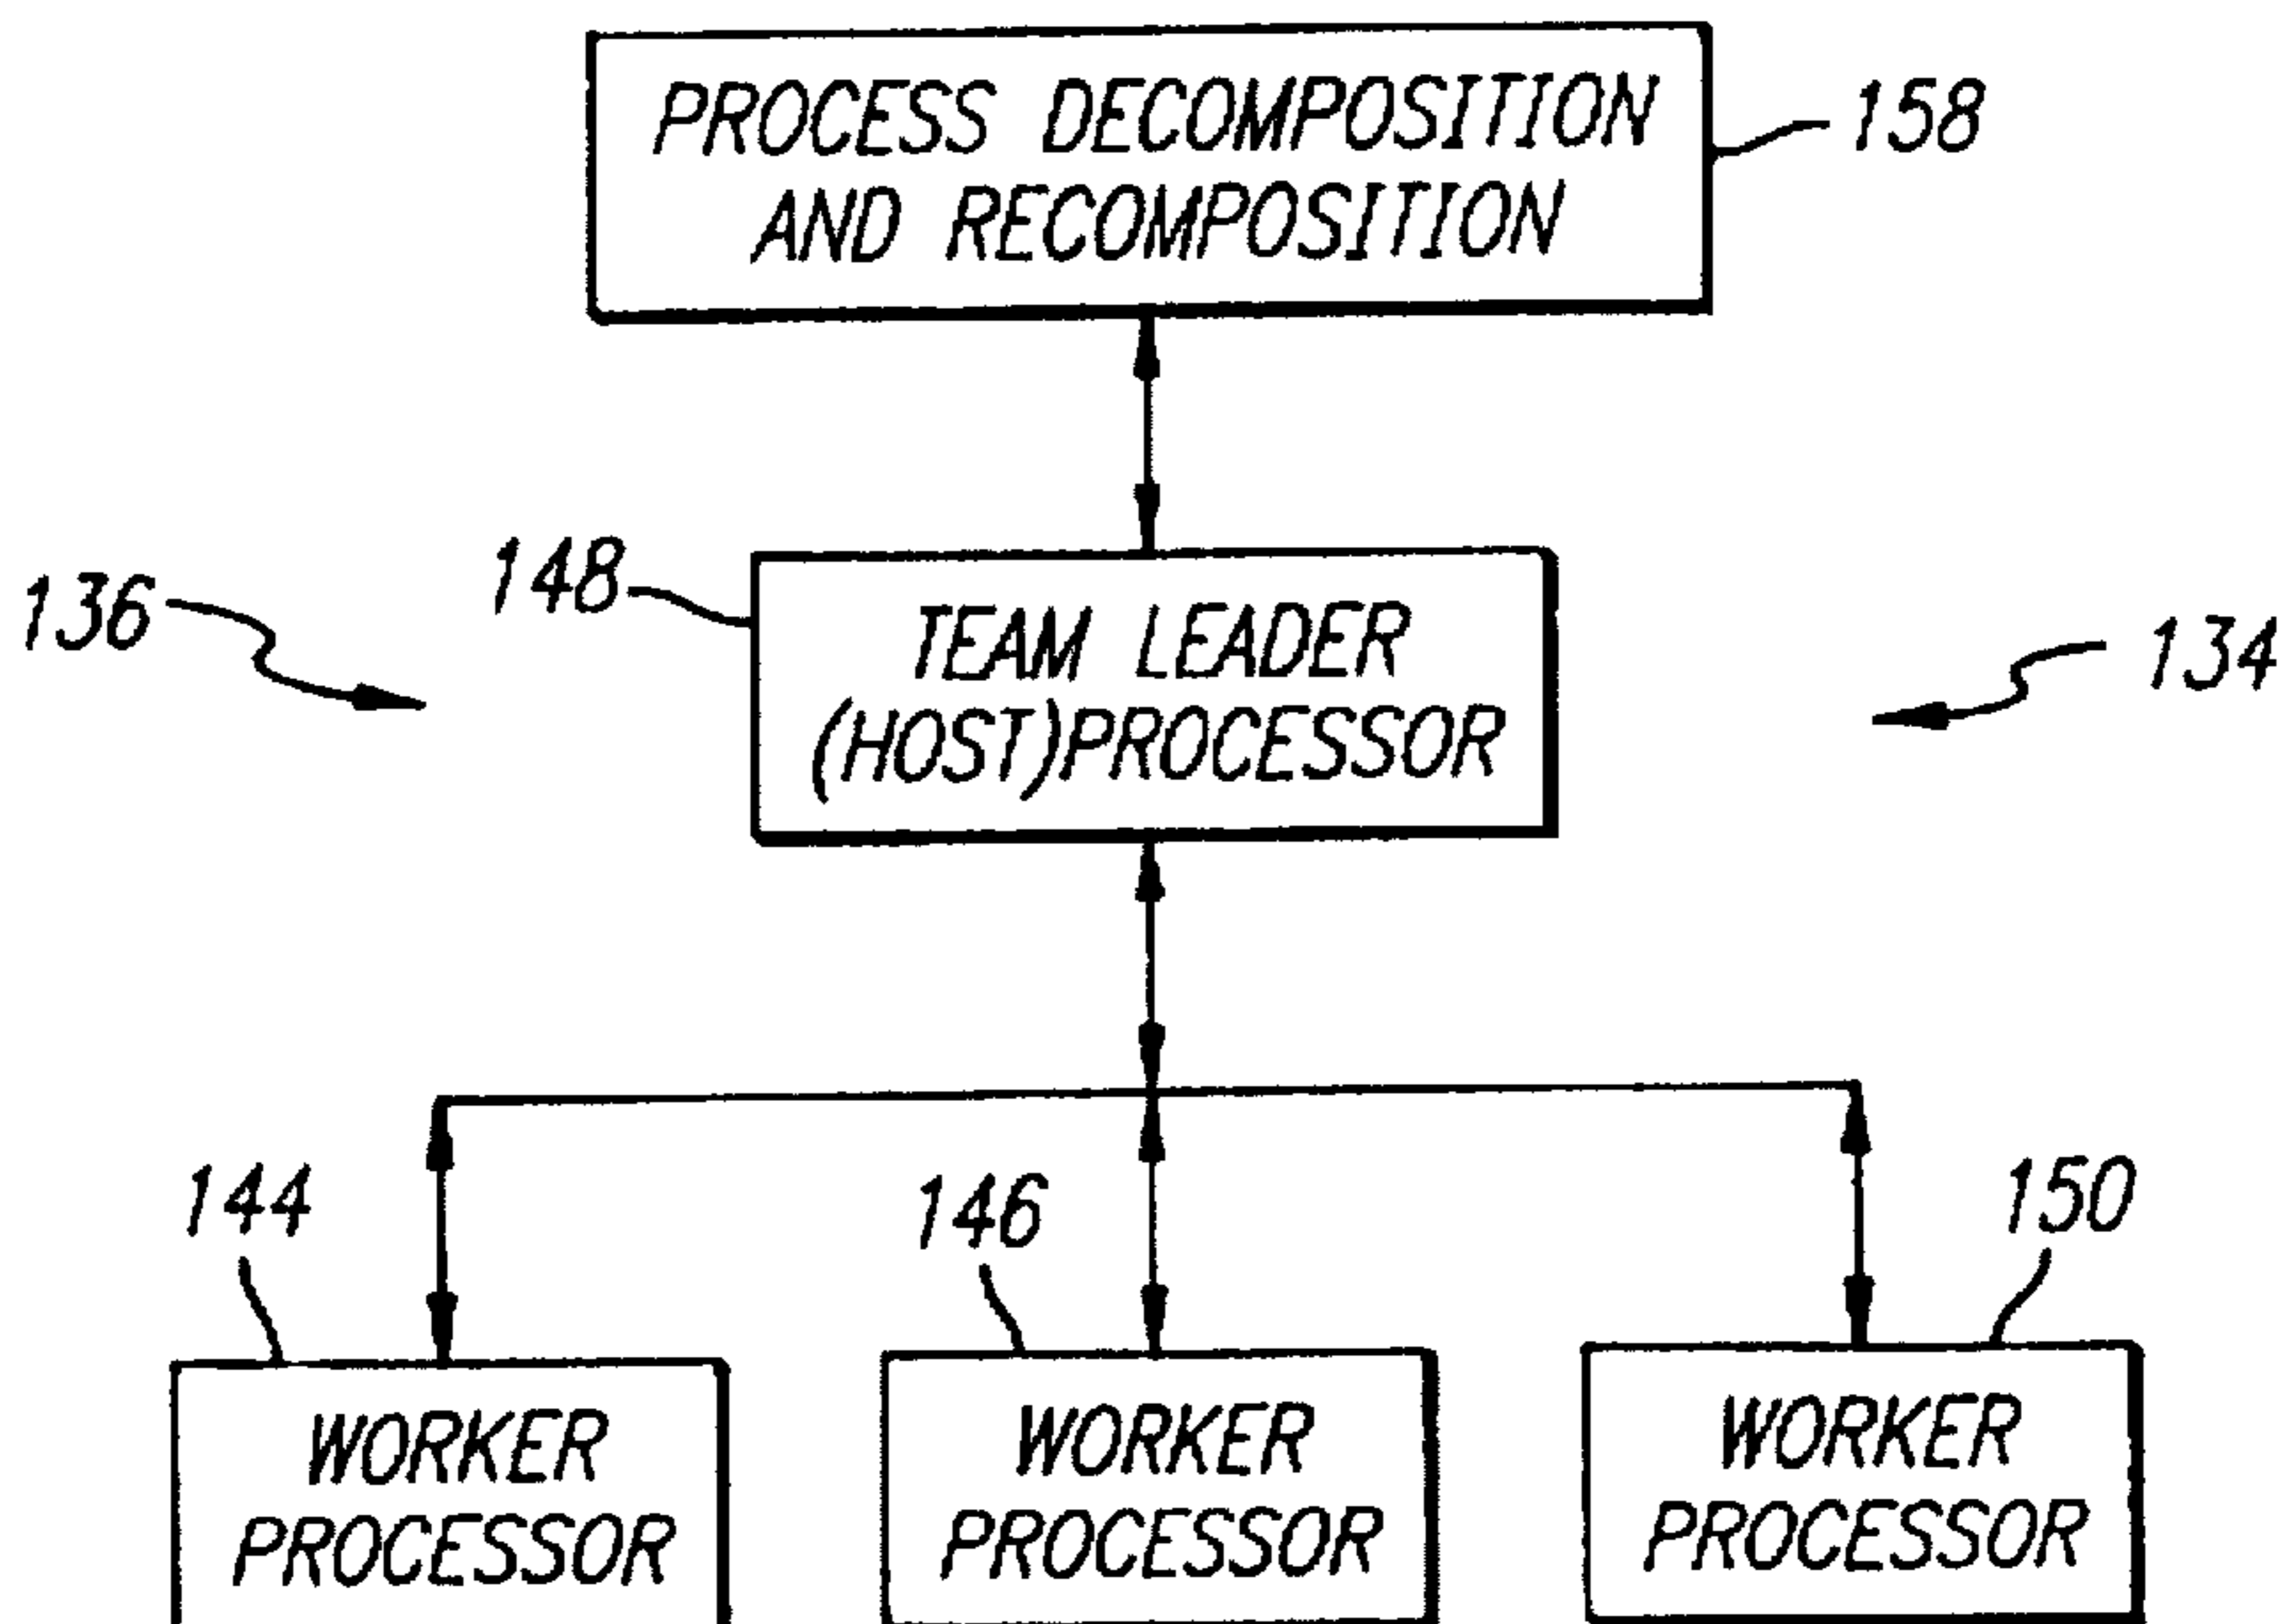 PROCESS DECOMPOSITION
AND RECOMPOSITION
158
136
148
TEAM LEADER
(HOST)PROCESSOR
134
144
146
150
WORKER
PROCESSOR
WORKER
PROCESSOR
WORKER
PROCESSOR